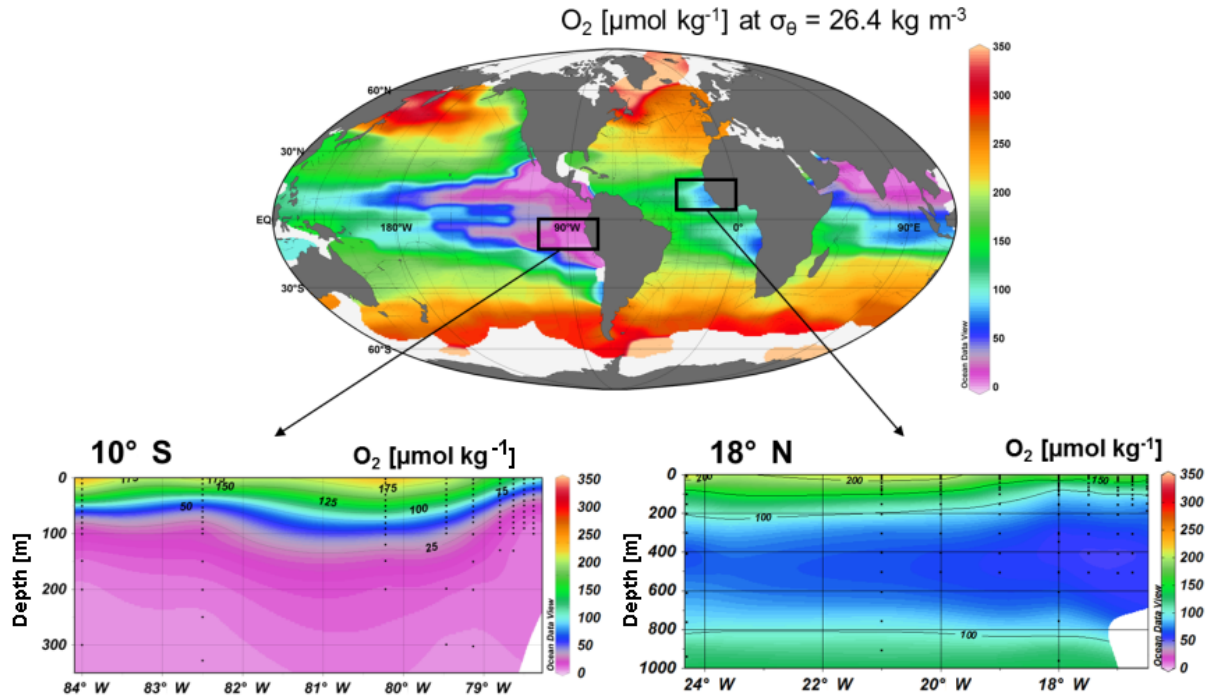 O₂ [µmol kg⁻¹] at σ_θ = 26.4 kg m⁻³
60°N
30°N
EQ
30°S
60°S
180°W
90°W
0°
90°E
350
300
250
200
150
100
50
0
Ocean Data View
10° S
O₂ [µmol kg⁻¹]
Depth [m]
0
100
200
300
84° W
83° W
82° W
81° W
80° W
79° W
175
175
150
125
175
50
100
75
25
350
300
250
200
150
100
50
0
Ocean Data View
18° N
O₂ [µmol kg⁻¹]
Depth [m]
0
200
400
600
800
1000
24° W
22° W
20° W
18° W
200
200
150
100
100
350
300
250
200
150
100
50
0
Ocean Data View